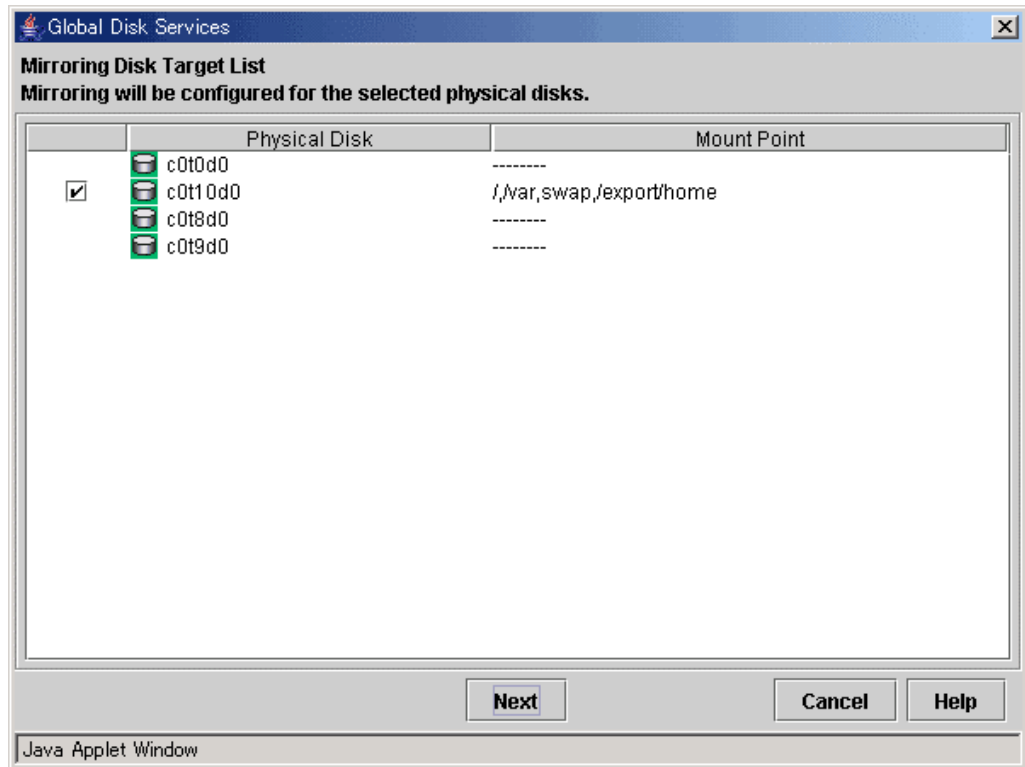 Global Disk Services
Mirroring Disk Target List
Mirroring will be configured for the selected physical disks.
Physical Disk Mount Point
c0t0d0 --------
c0t10d0 /,/var,swap,/export/home
c0t8d0 --------
c0t9d0 --------
Next Cancel Help
Java Applet Window